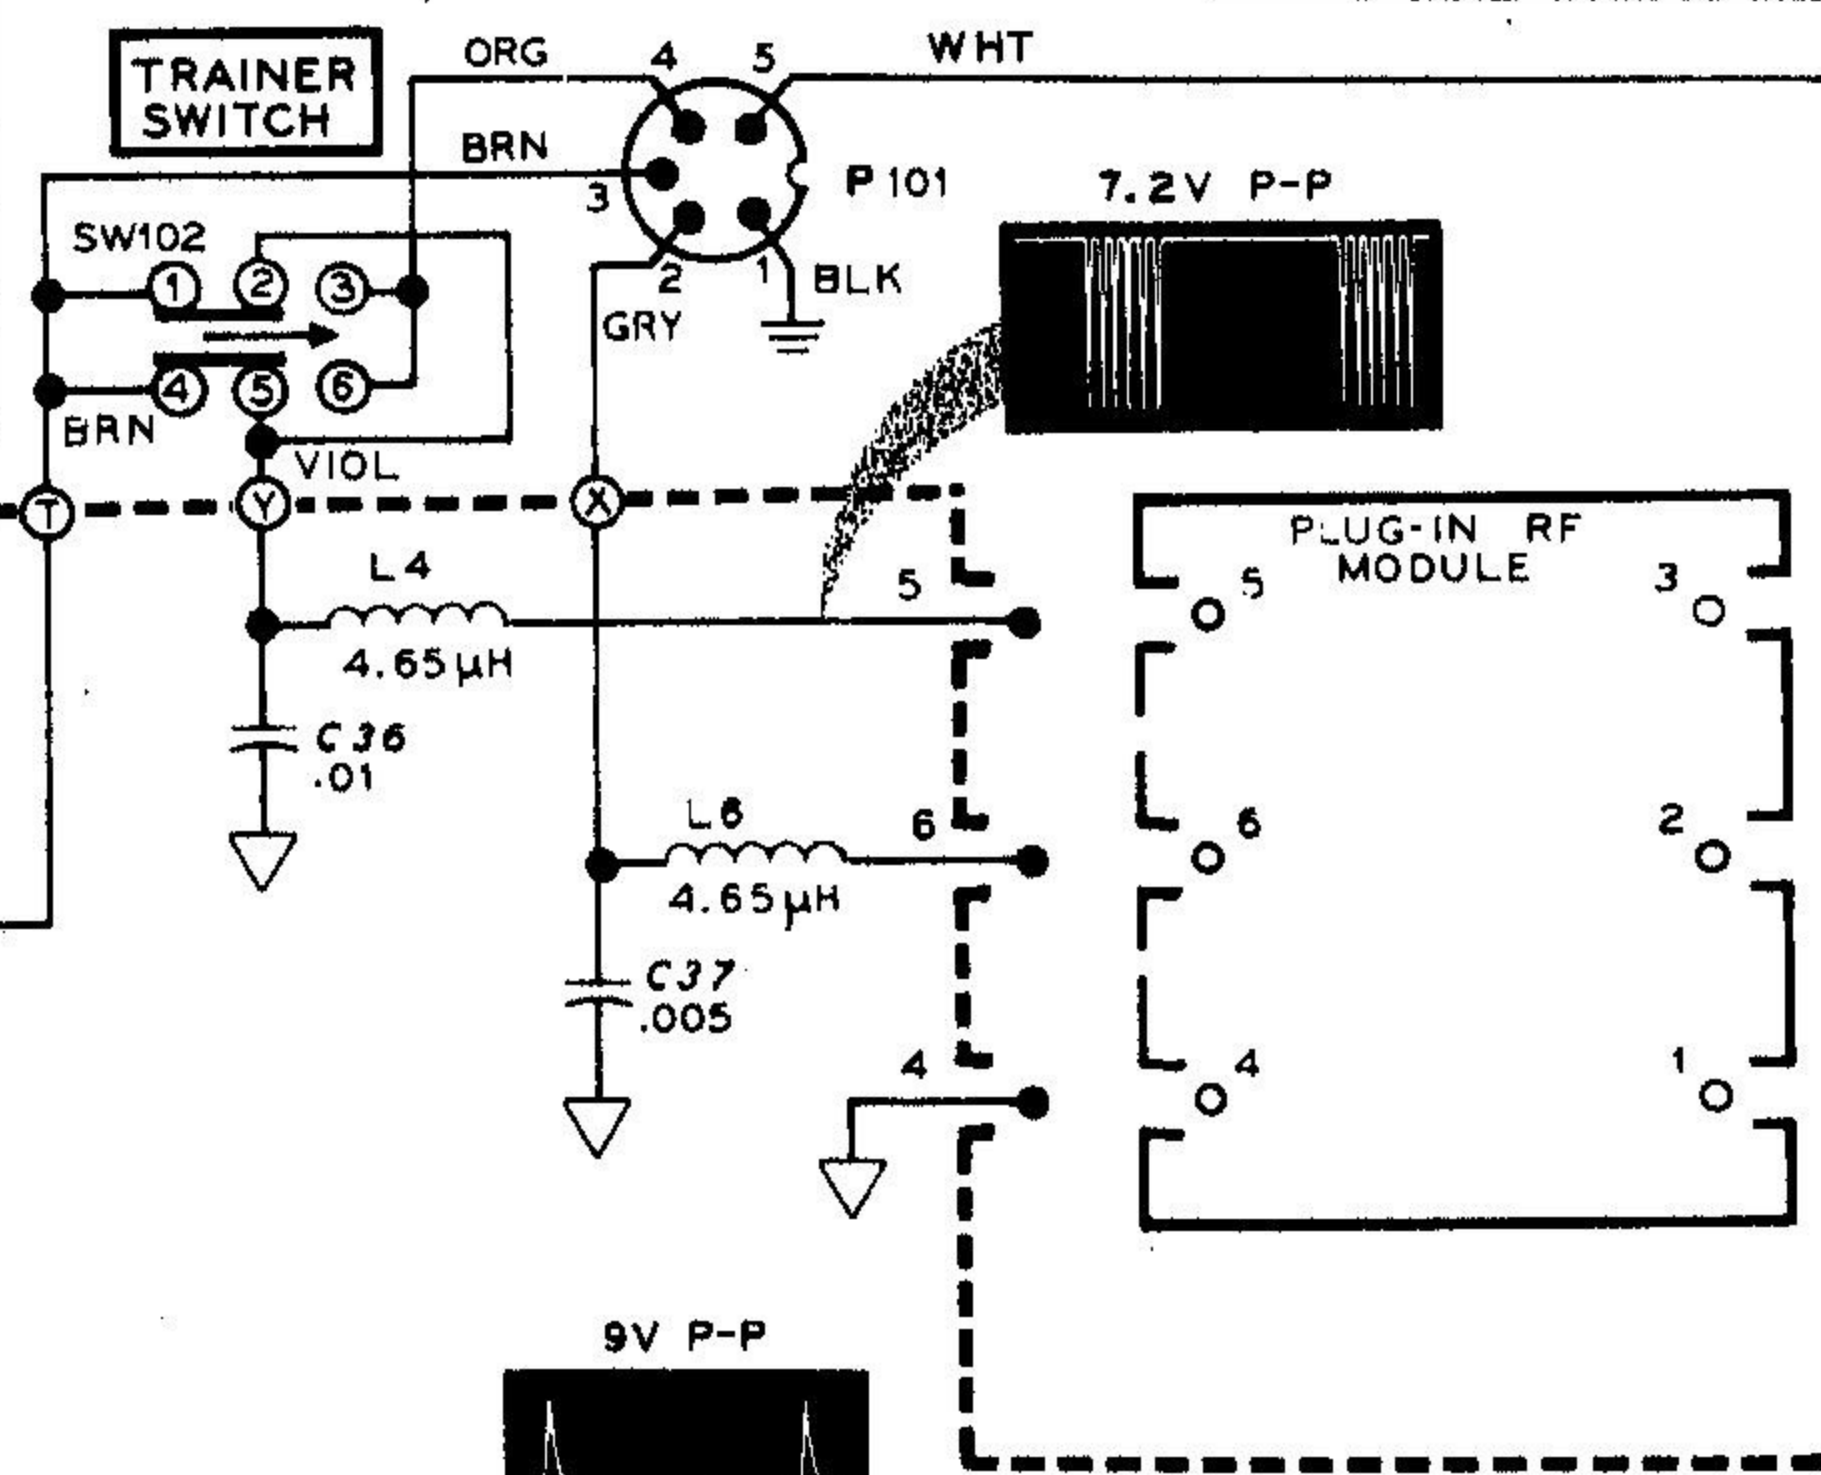 TRAINER
SWITCH
ORG
4
5
WHT
BRN
3
P101
7.2V P-P
SW102
1
2
3
2
1
BLK
GRY
4
5
6
BRN
VIOL
T
Y
X
PLUG-IN RF
MODULE
L4
5
5
3
4.65µH
C36
.01
L6
6
6
2
4.65µH
C37
.005
4
4
1
9V P-P